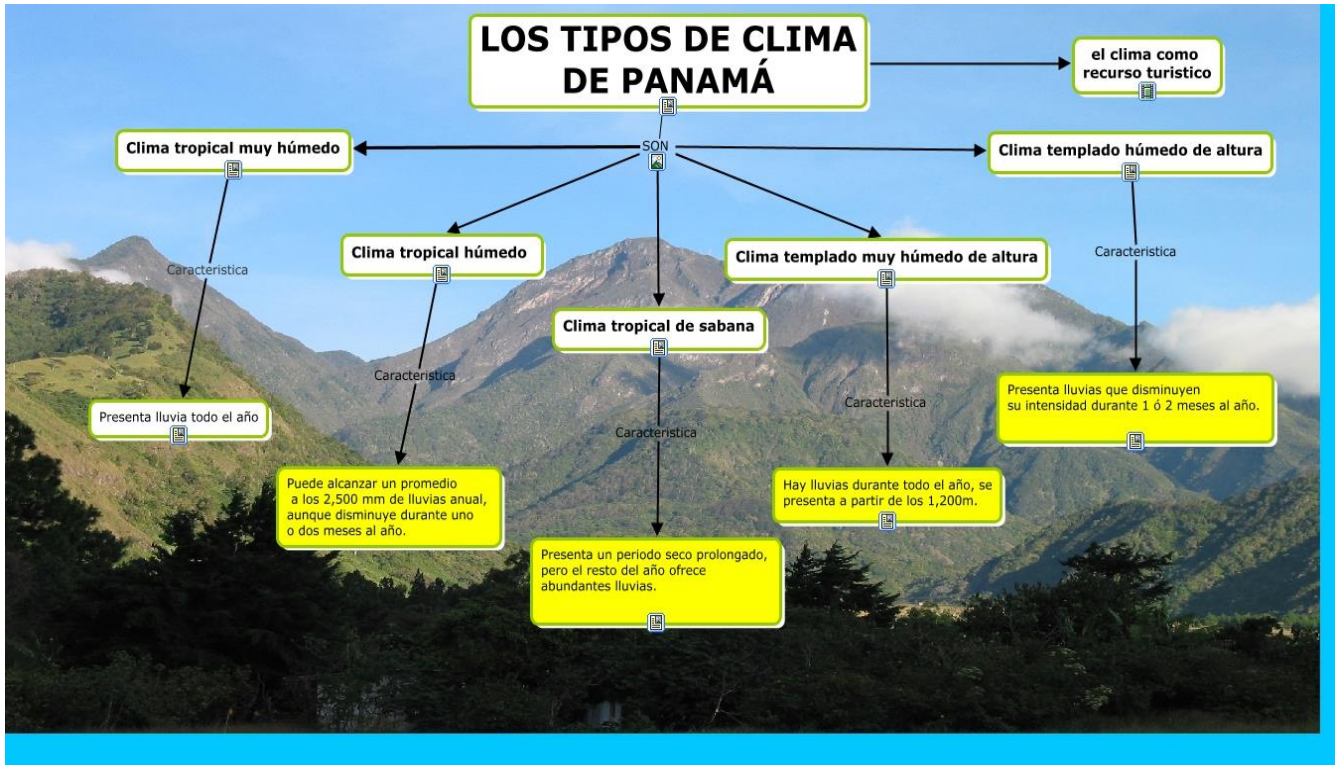 LOS TIPOS DE CLIMA
DE PANAMÁ
el clima como
recurso turistico
SON
Clima tropical muy húmedo
Clima templado húmedo de altura
Clima tropical húmedo
Clima templado muy húmedo de altura
Clima tropical de sabana
Caracteristica
Caracteristica
Caracteristica
Caracteristica
Caracteristica
Presenta lluvia todo el año
Puede alcanzar un promedio
a los 2,500 mm de lluvias anual,
aunque disminuye durante uno
o dos meses al año.
Presenta un periodo seco prolongado,
pero el resto del año ofrece
abundantes lluvias.
Hay lluvias durante todo el año, se
presenta a partir de los 1,200m.
Presenta lluvias que disminuyen
su intensidad durante 1 ó 2 meses al año.